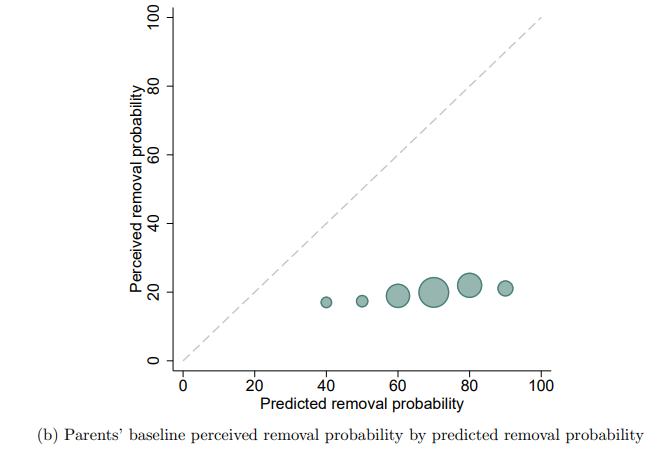 100
80
60
40
20
0
Perceived removal probability
0 20 40 60 80 100
Predicted removal probability
(b) Parents' baseline perceived removal probability by predicted removal probability